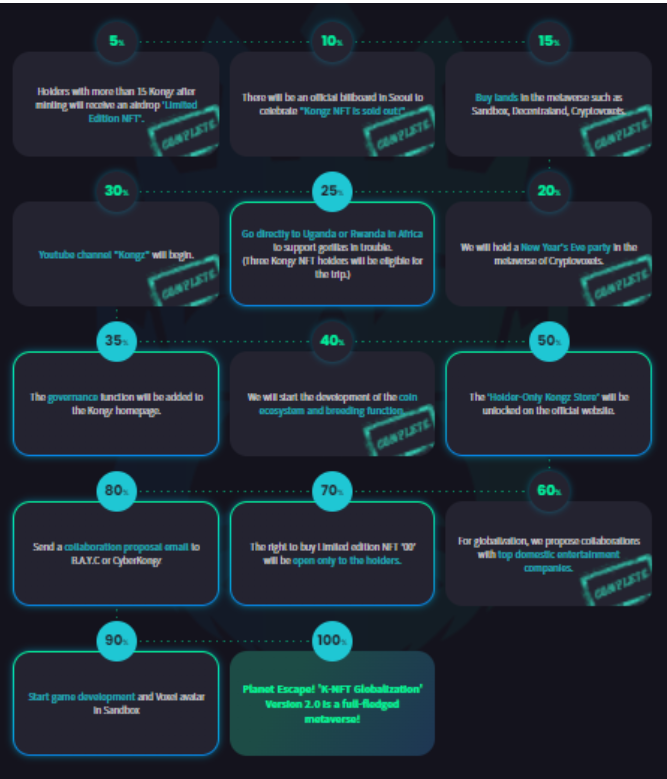 5%
Holders with more than 15 Kongz after
minting will receive an airdrop 'Limited
Edition NFT'.
COMPLETE
10%
There will be an official billboard in Seoul to
celebrate "Kongz NFT is sold out!".
COMPLETE
15%
Buy lands in the metaverse such as
Sandbox, Decentraland, Cryptovoxels.
COMPLETE
30%
Youtube channel "Kongz" will begin.
COMPLETE
25%
Go directly to Uganda or Rwanda in Africa
to support gorillas in trouble.
(Three Kongz NFT holders will be eligible for
the trip.)
20%
We will hold a New Year's Eve party in the
metaverse of Cryptovoxels.
COMPLETE
35%
The governance function will be added to
the Kongz homepage.
40%
We will start the development of the coin
ecosystem and breeding function.
COMPLETE
50%
The 'Holder-Only Kongz Store' will be
unlocked on the official website.
80%
Send a collaboration proposal email to
B.A.Y.C or CyberKongz
70%
The right to buy Limited edition NFT '00'
will be open only to the holders.
60%
For globalization, we propose collaborations
with top domestic entertainment
companies.
COMPLETE
90%
Start game development and Voxel avatar
in Sandbox
100%
Planet Escape! 'K-NFT Globalization'
Version 2.0 is a full-fledged
metaverse!